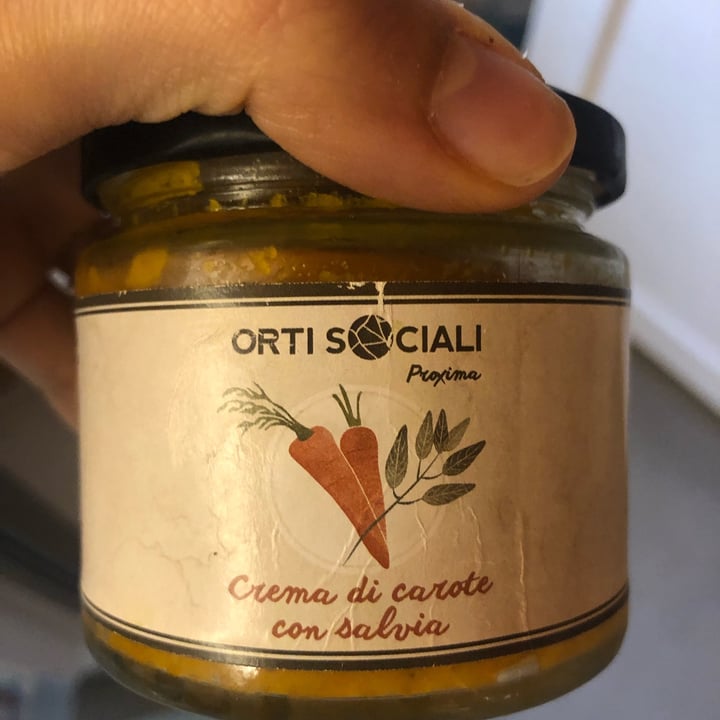 ORTI SOCIALI
Proxima
Crema di carote
con salvia